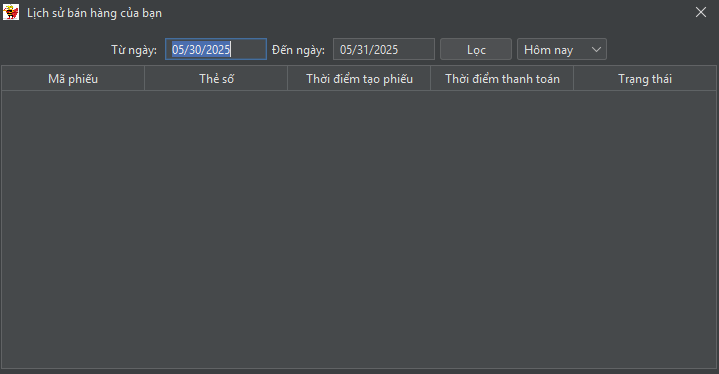 Lịch sử bán hàng của bạn
Từ ngày: 05/30/2025 Đến ngày: 05/31/2025 Lọc Hôm nay
Mã phiếu Thẻ số Thời điểm tạo phiếu Thời điểm thanh toán Trạng thái